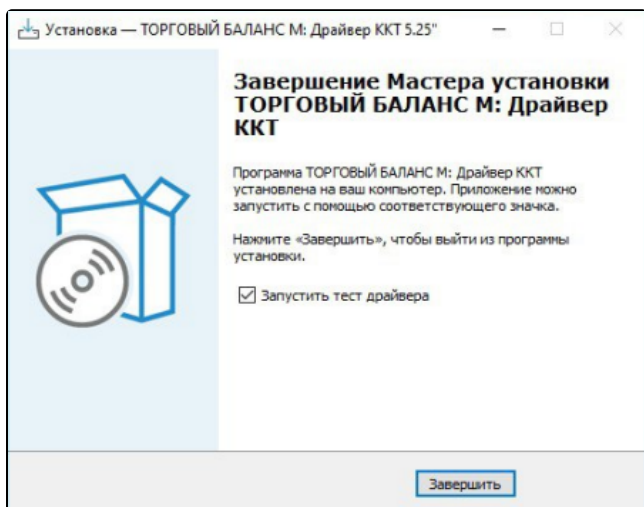 Установка — ТОРГОВЫЙ БАЛАНС М: Драйвер ККТ 5.25"
Завершение Мастера установки
ТОРГОВЫЙ БАЛАНС М: Драйвер
ККТ
Программа ТОРГОВЫЙ БАЛАНС М: Драйвер ККТ
установлена на ваш компьютер. Приложение можно
запустить с помощью соответствующего значка.
Нажмите «Завершить», чтобы выйти из программы
установки.
Запустить тест драйвера
Завершить